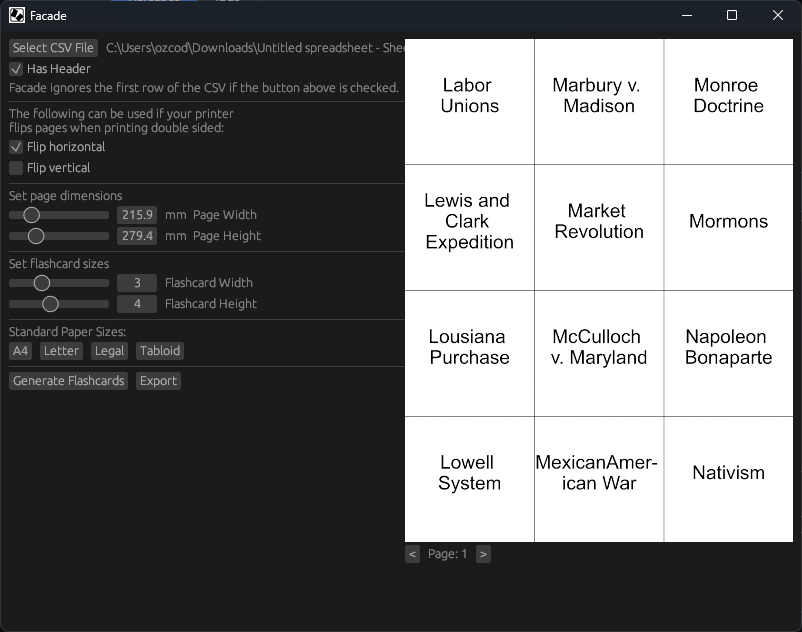 Facade
Select CSV File C:\Users\ozcod\Downloads\Untitled spreadsheet - Shee
Has Header
Facade ignores the first row of the CSV if the button above is checked.
The following can be used if your printer
flips pages when printing double sided:
Flip horizontal
Flip vertical
Set page dimensions
215.9 mm Page Width
279.4 mm Page Height
Set flashcard sizes
3 Flashcard Width
4 Flashcard Height
Standard Paper Sizes:
A4 Letter Legal Tabloid
Generate Flashcards Export
Labor
Unions
Marbury v.
Madison
Monroe
Doctrine
Lewis and
Clark
Expedition
Market
Revolution
Mormons
Lousiana
Purchase
McCulloch
v. Maryland
Napoleon
Bonaparte
Lowell
System
MexicanAmer-
ican War
Nativism
< Page: 1 >